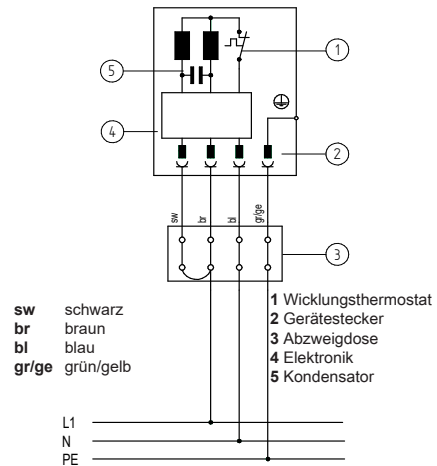 1
5
4
2
sw
br
bl
gr/ge
3
sw schwarz
br braun
bl blau
gr/ge grün/gelb
1 Wicklungsthermostat
2 Gerätestecker
3 Abzweigdose
4 Elektronik
5 Kondensator
L1
N
PE